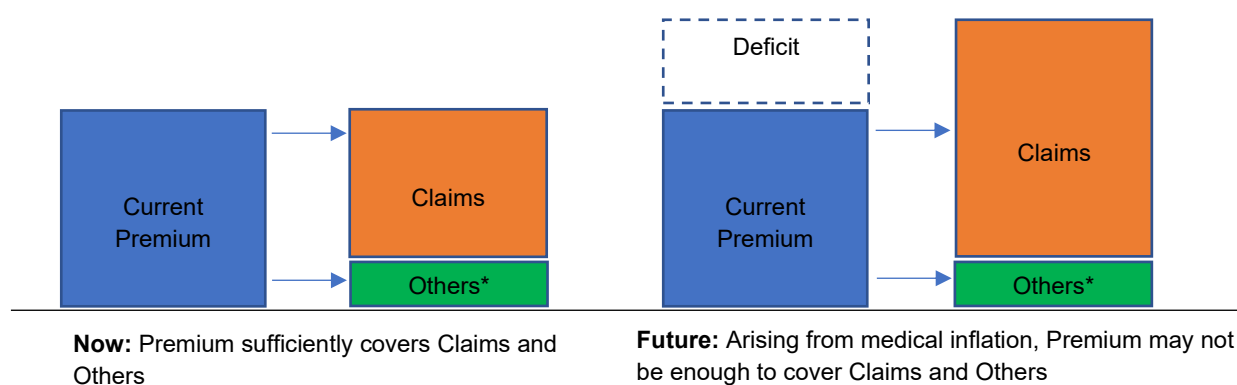 Current
Premium
Claims
Others*
Now: Premium sufficiently covers Claims and
Others
Deficit
Current
Premium
Claims
Others*
Future: Arising from medical inflation, Premium may not
be enough to cover Claims and Others